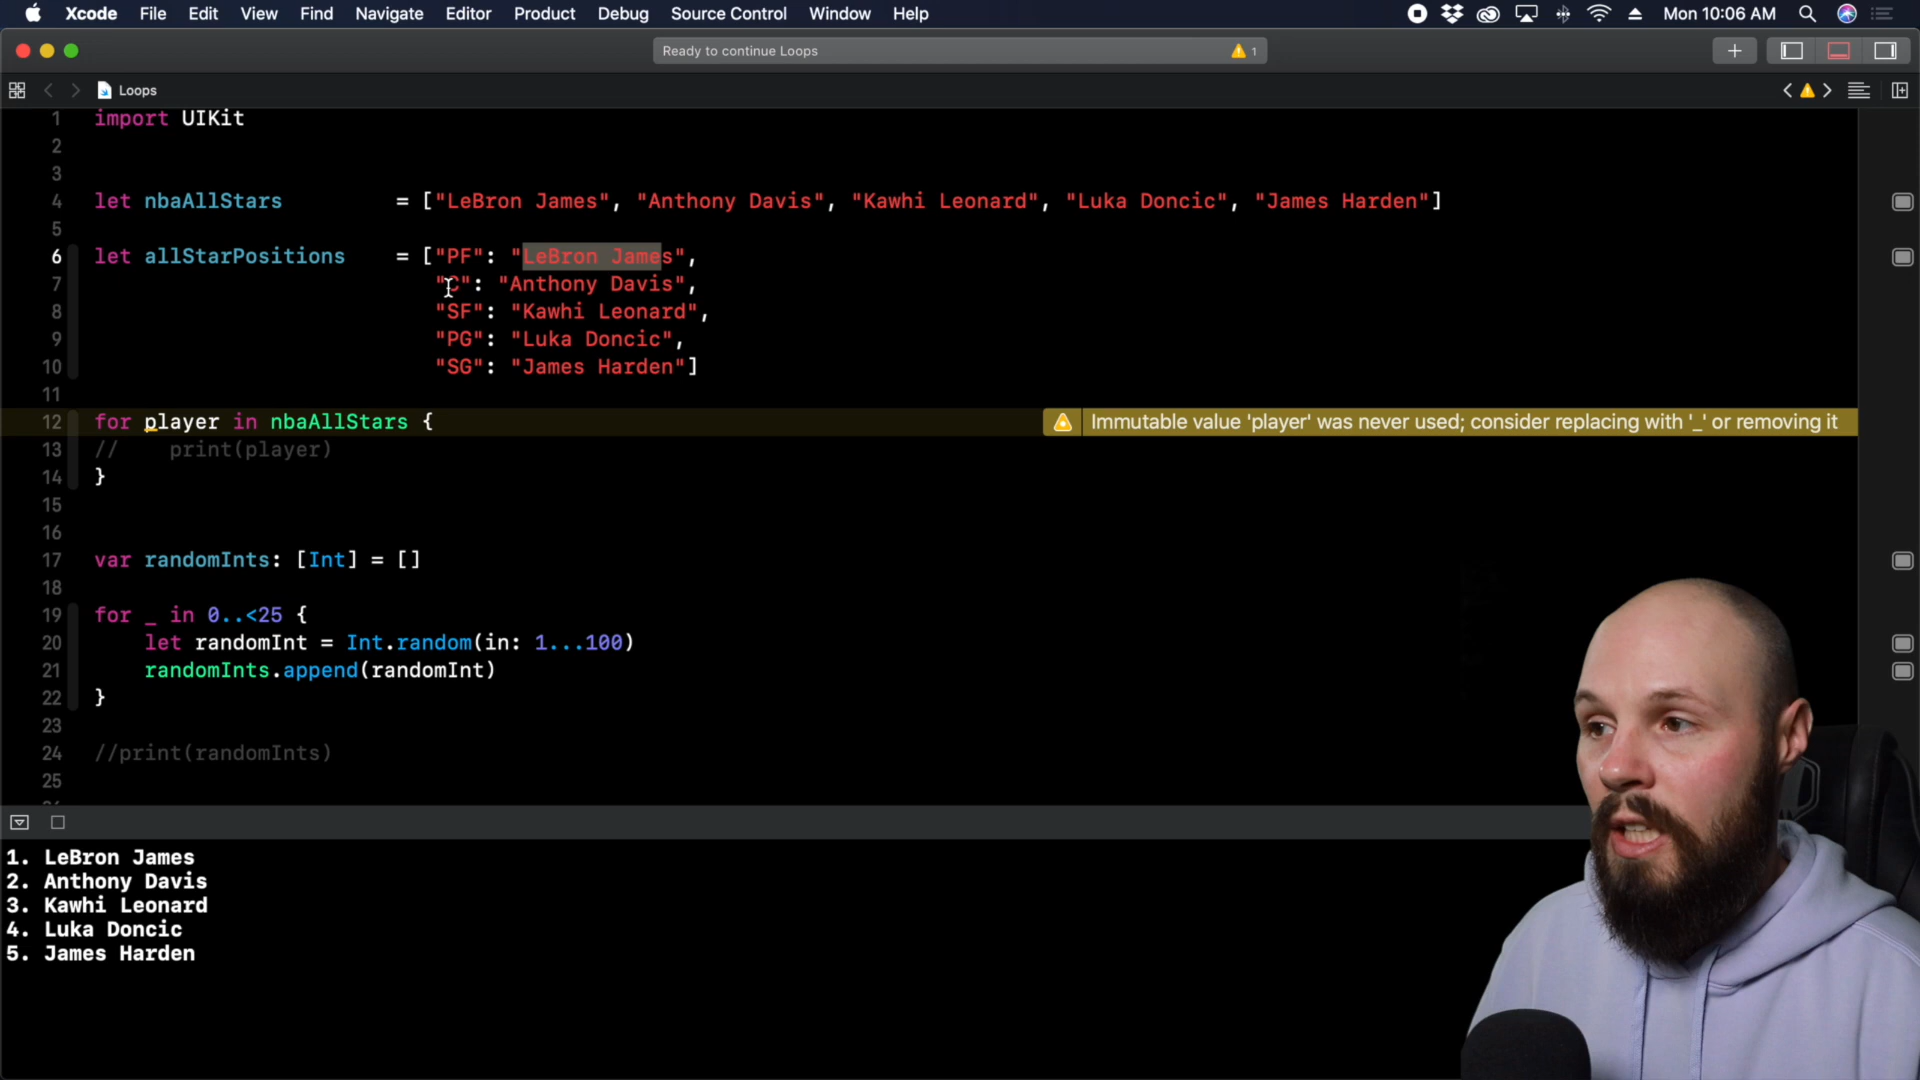 Xcode File Edit View Find Navigate Editor Product Debug Source Control Window Help Mon 10:06 AM
Ready to continue Loops 1
Loops
1 import UIKit
2
3
4 let nbaAllStars = ["LeBron James", "Anthony Davis", "Kawhi Leonard", "Luka Doncic", "James Harden"]
5
6 let allStarPositions = ["PF": "LeBron James",
7 "C": "Anthony Davis",
8 "SF": "Kawhi Leonard",
9 "PG": "Luka Doncic",
10 "SG": "James Harden"]
11
12 for player in nbaAllStars { Immutable value 'player' was never used; consider replacing with '_' or removing it
13 // print(player)
14 }
15
16
17 var randomInts: [Int] = []
18
19 for _ in 0..<25 {
20 let randomInt = Int.random(in: 1...100)
21 randomInts.append(randomInt)
22 }
23
24 //print(randomInts)
25
1. LeBron James
2. Anthony Davis
3. Kawhi Leonard
4. Luka Doncic
5. James Harden